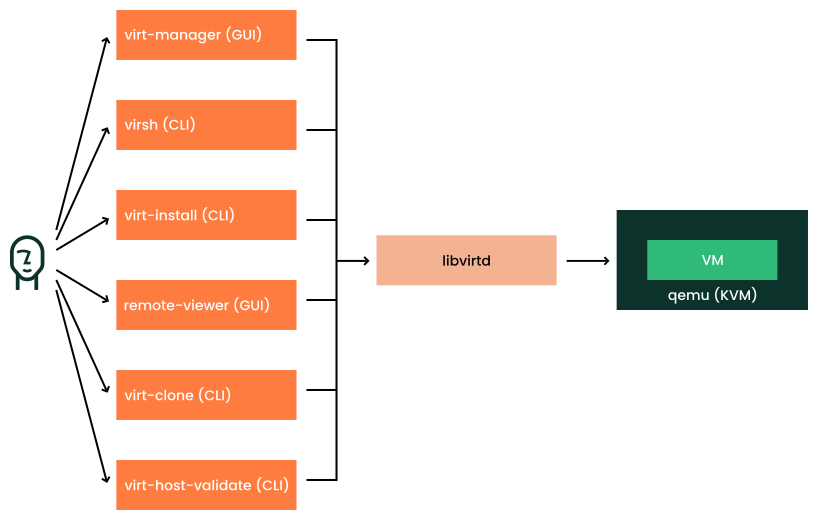 virt-manager (GUI)
virsh (CLI)
virt-install (CLI)
remote-viewer (GUI)
virt-clone (CLI)
virt-host-validate (CLI)
libvirtd
VM
qemu (KVM)